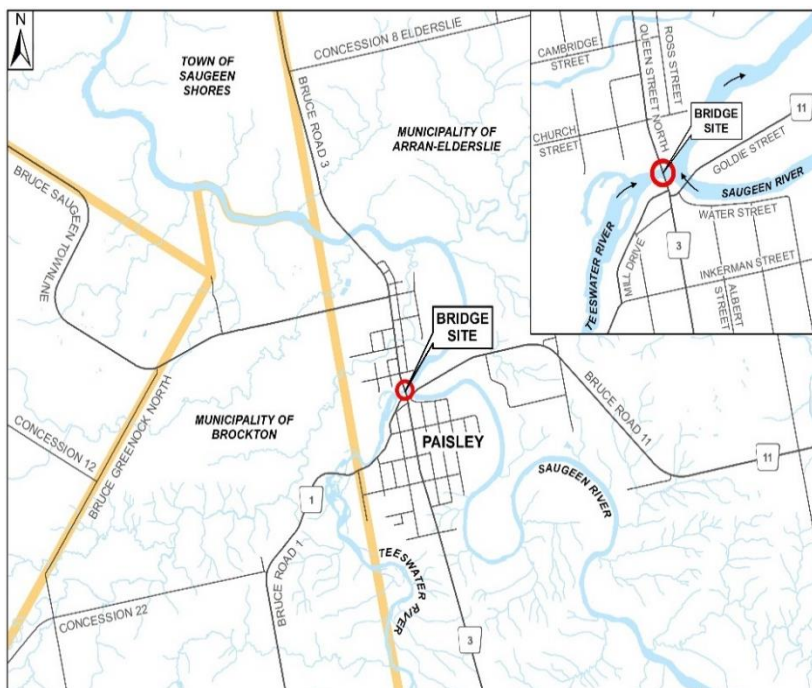 N
TOWN OF
SAUGEEN
SHORES
CONCESSION 8 ELDERSLIE
BRUCE ROAD 3
MUNICIPALITY OF
ARRAN-ELDERSLIE
BRUCE SAUGEEN TOWNLINE
BRIDGE
SITE
MUNICIPALITY OF
BROCKTON
BRUCE GREENOCK NORTH
CONCESSION 12
PAISLEY
BRUCE ROAD 11
11
SAUGEEN
RIVER
1
BRUCE ROAD 1
TEESWATER
RIVER
CONCESSION 22
3
CAMBRIDGE
STREET
QUEEN STREET NORTH
ROSS STREET
BRIDGE
SITE
11
CHURCH
STREET
GOLDIE STREET
SAUGEEN RIVER
WATER STREET
TEESWATER RIVER
MILL DRIVE
3
INKERMAN STREET
ALBERT
STREET